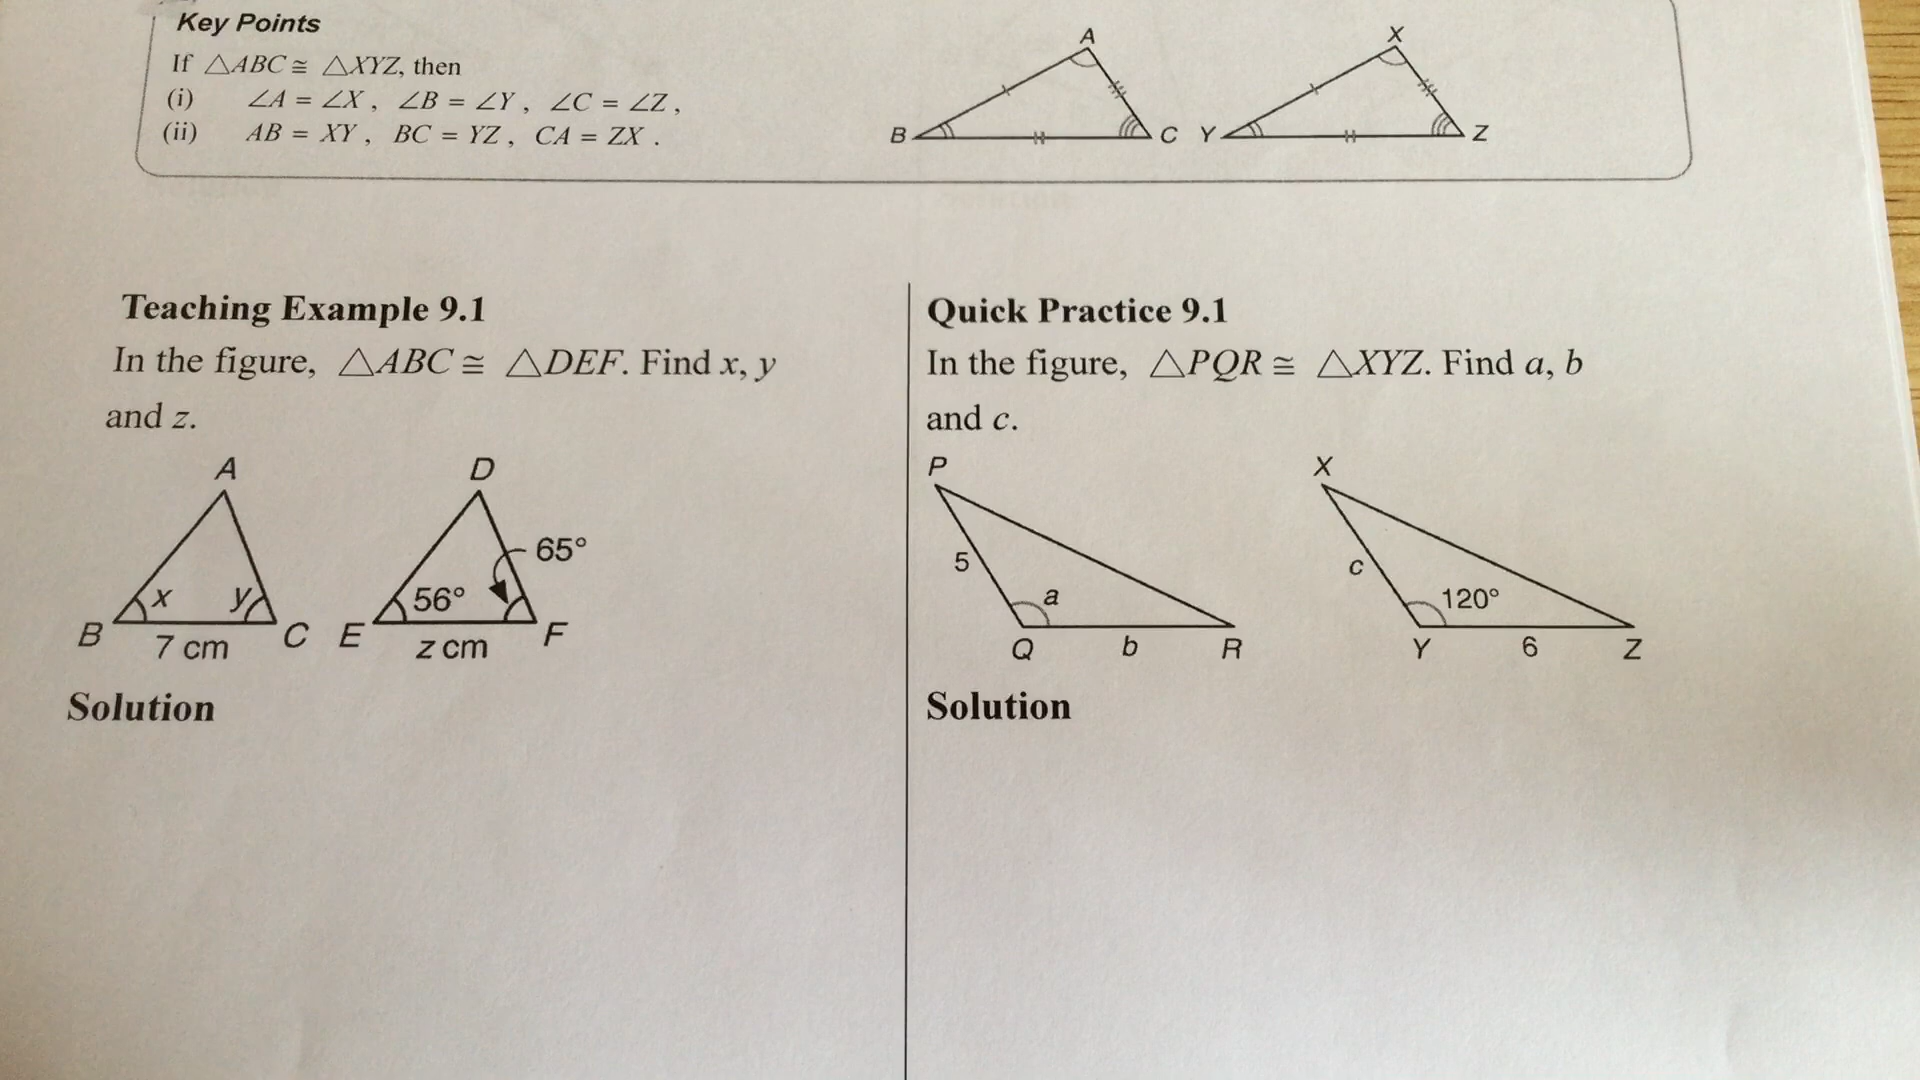 Key Points
If △ABC ≅ △XYZ, then
(i) ∠A = ∠X , ∠B = ∠Y , ∠C = ∠Z ,
(ii) AB = XY , BC = YZ , CA = ZX .
A
B
C
X
Y
Z
Teaching Example 9.1
In the figure, △ABC ≅ △DEF. Find x, y
and z.
A
x
y
B
7 cm
C
D
65°
56°
E
z cm
F
Solution
Quick Practice 9.1
In the figure, △PQR ≅ △XYZ. Find a, b
and c.
P
5
a
Q
b
R
X
c
120°
Y
6
Z
Solution